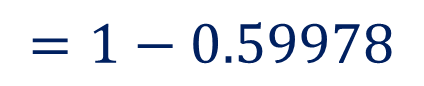 = 1 − 0.59978